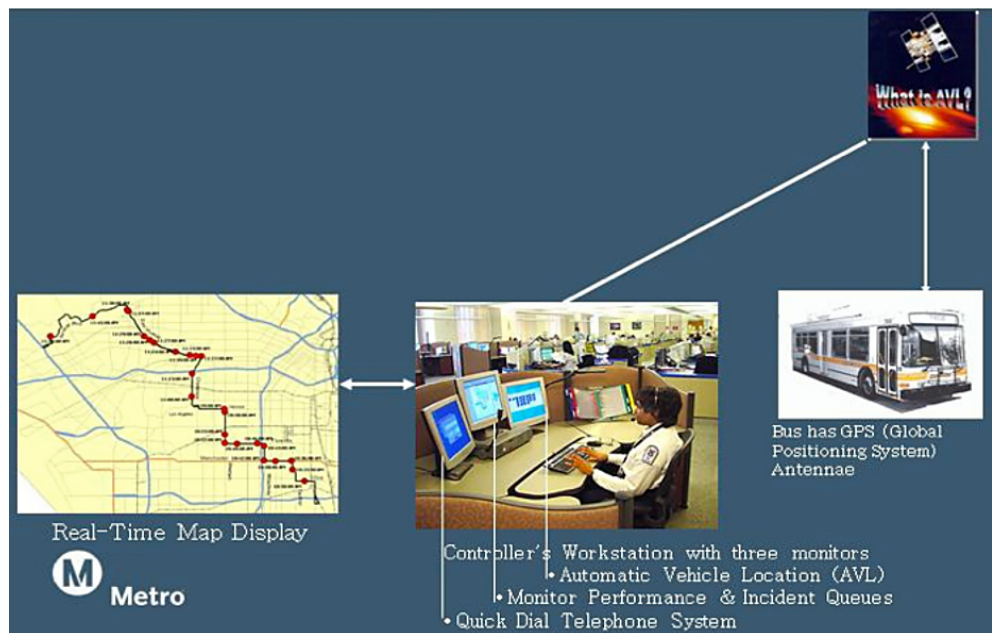 What is AVL?
Bus has GPS (Global
Positioning System)
Antennae
Real-Time Map Display
Controller's Workstation with three monitors
• Automatic Vehicle Location (AVL)
• Monitor Performance & Incident Queues
• Quick Dial Telephone System
M
Metro